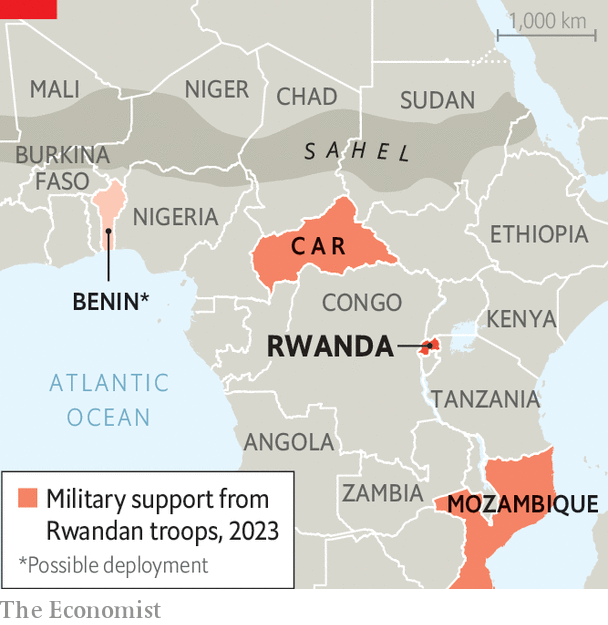 1,000 km
MALI
NIGER
CHAD
SUDAN
SAHEL
BURKINA
FASO
NIGERIA
CAR
ETHIOPIA
BENIN*
CONGO
KENYA
RWANDA
ATLANTIC
OCEAN
TANZANIA
ANGOLA
ZAMBIA
MOZAMBIQUE
Military support from
Rwandan troops, 2023
*Possible deployment
The Economist